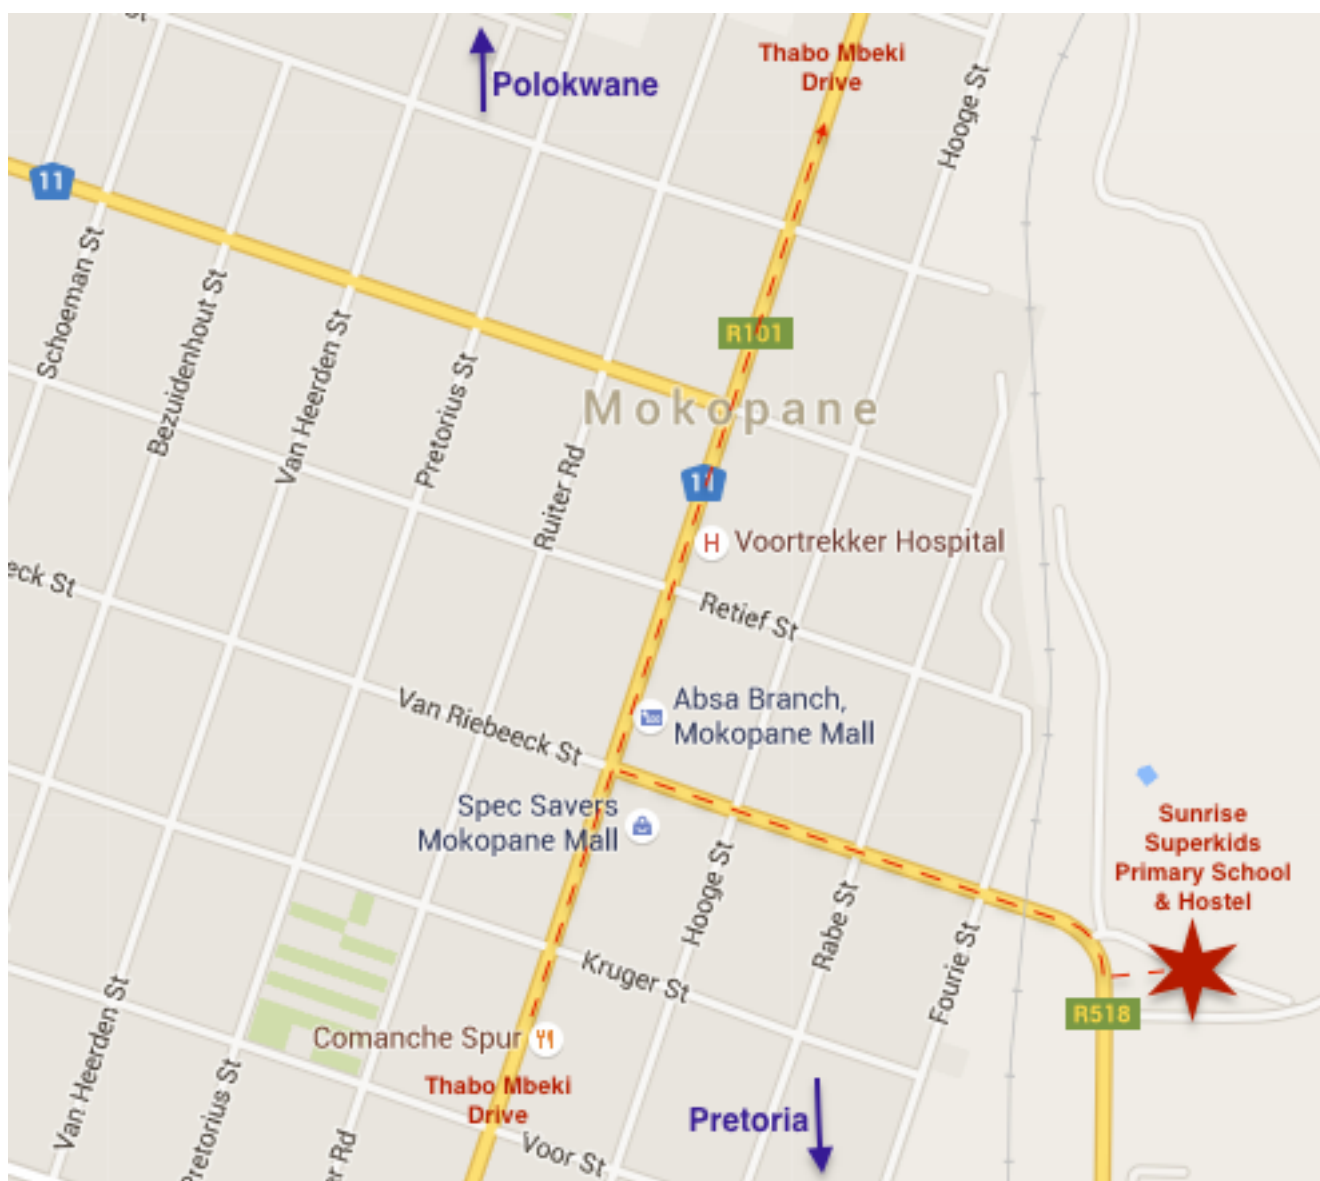 Thabo Mbeki
Drive
Polokwane
Hooge St
11
Schoeman St
Bezuidenhout St
Van Heerden St
Pretorius St
Ruiter Rd
R101
Mokopane
11
H Voortrekker Hospital
eck St
Retief St
Van Riebeeck St
Absa Branch,
Mokopane Mall
Spec Savers
Mokopane Mall
Hooge St
Rabe St
Fourie St
Sunrise
Superkids
Primary School
& Hostel
R518
Kruger St
Comanche Spur
Thabo Mbeki
Drive
Van Heerden St
Pretorius St
er Rd
Voor St
Pretoria